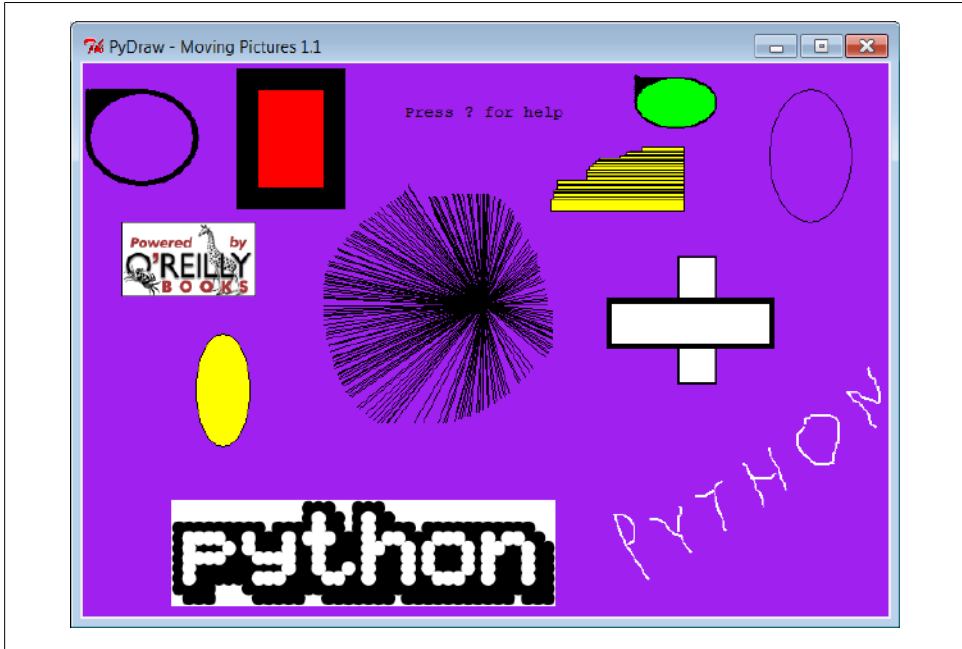 PyDraw - Moving Pictures 1.1
Press ? for help
Powered by
O'REILLY
BOOKS
PYTHON
python